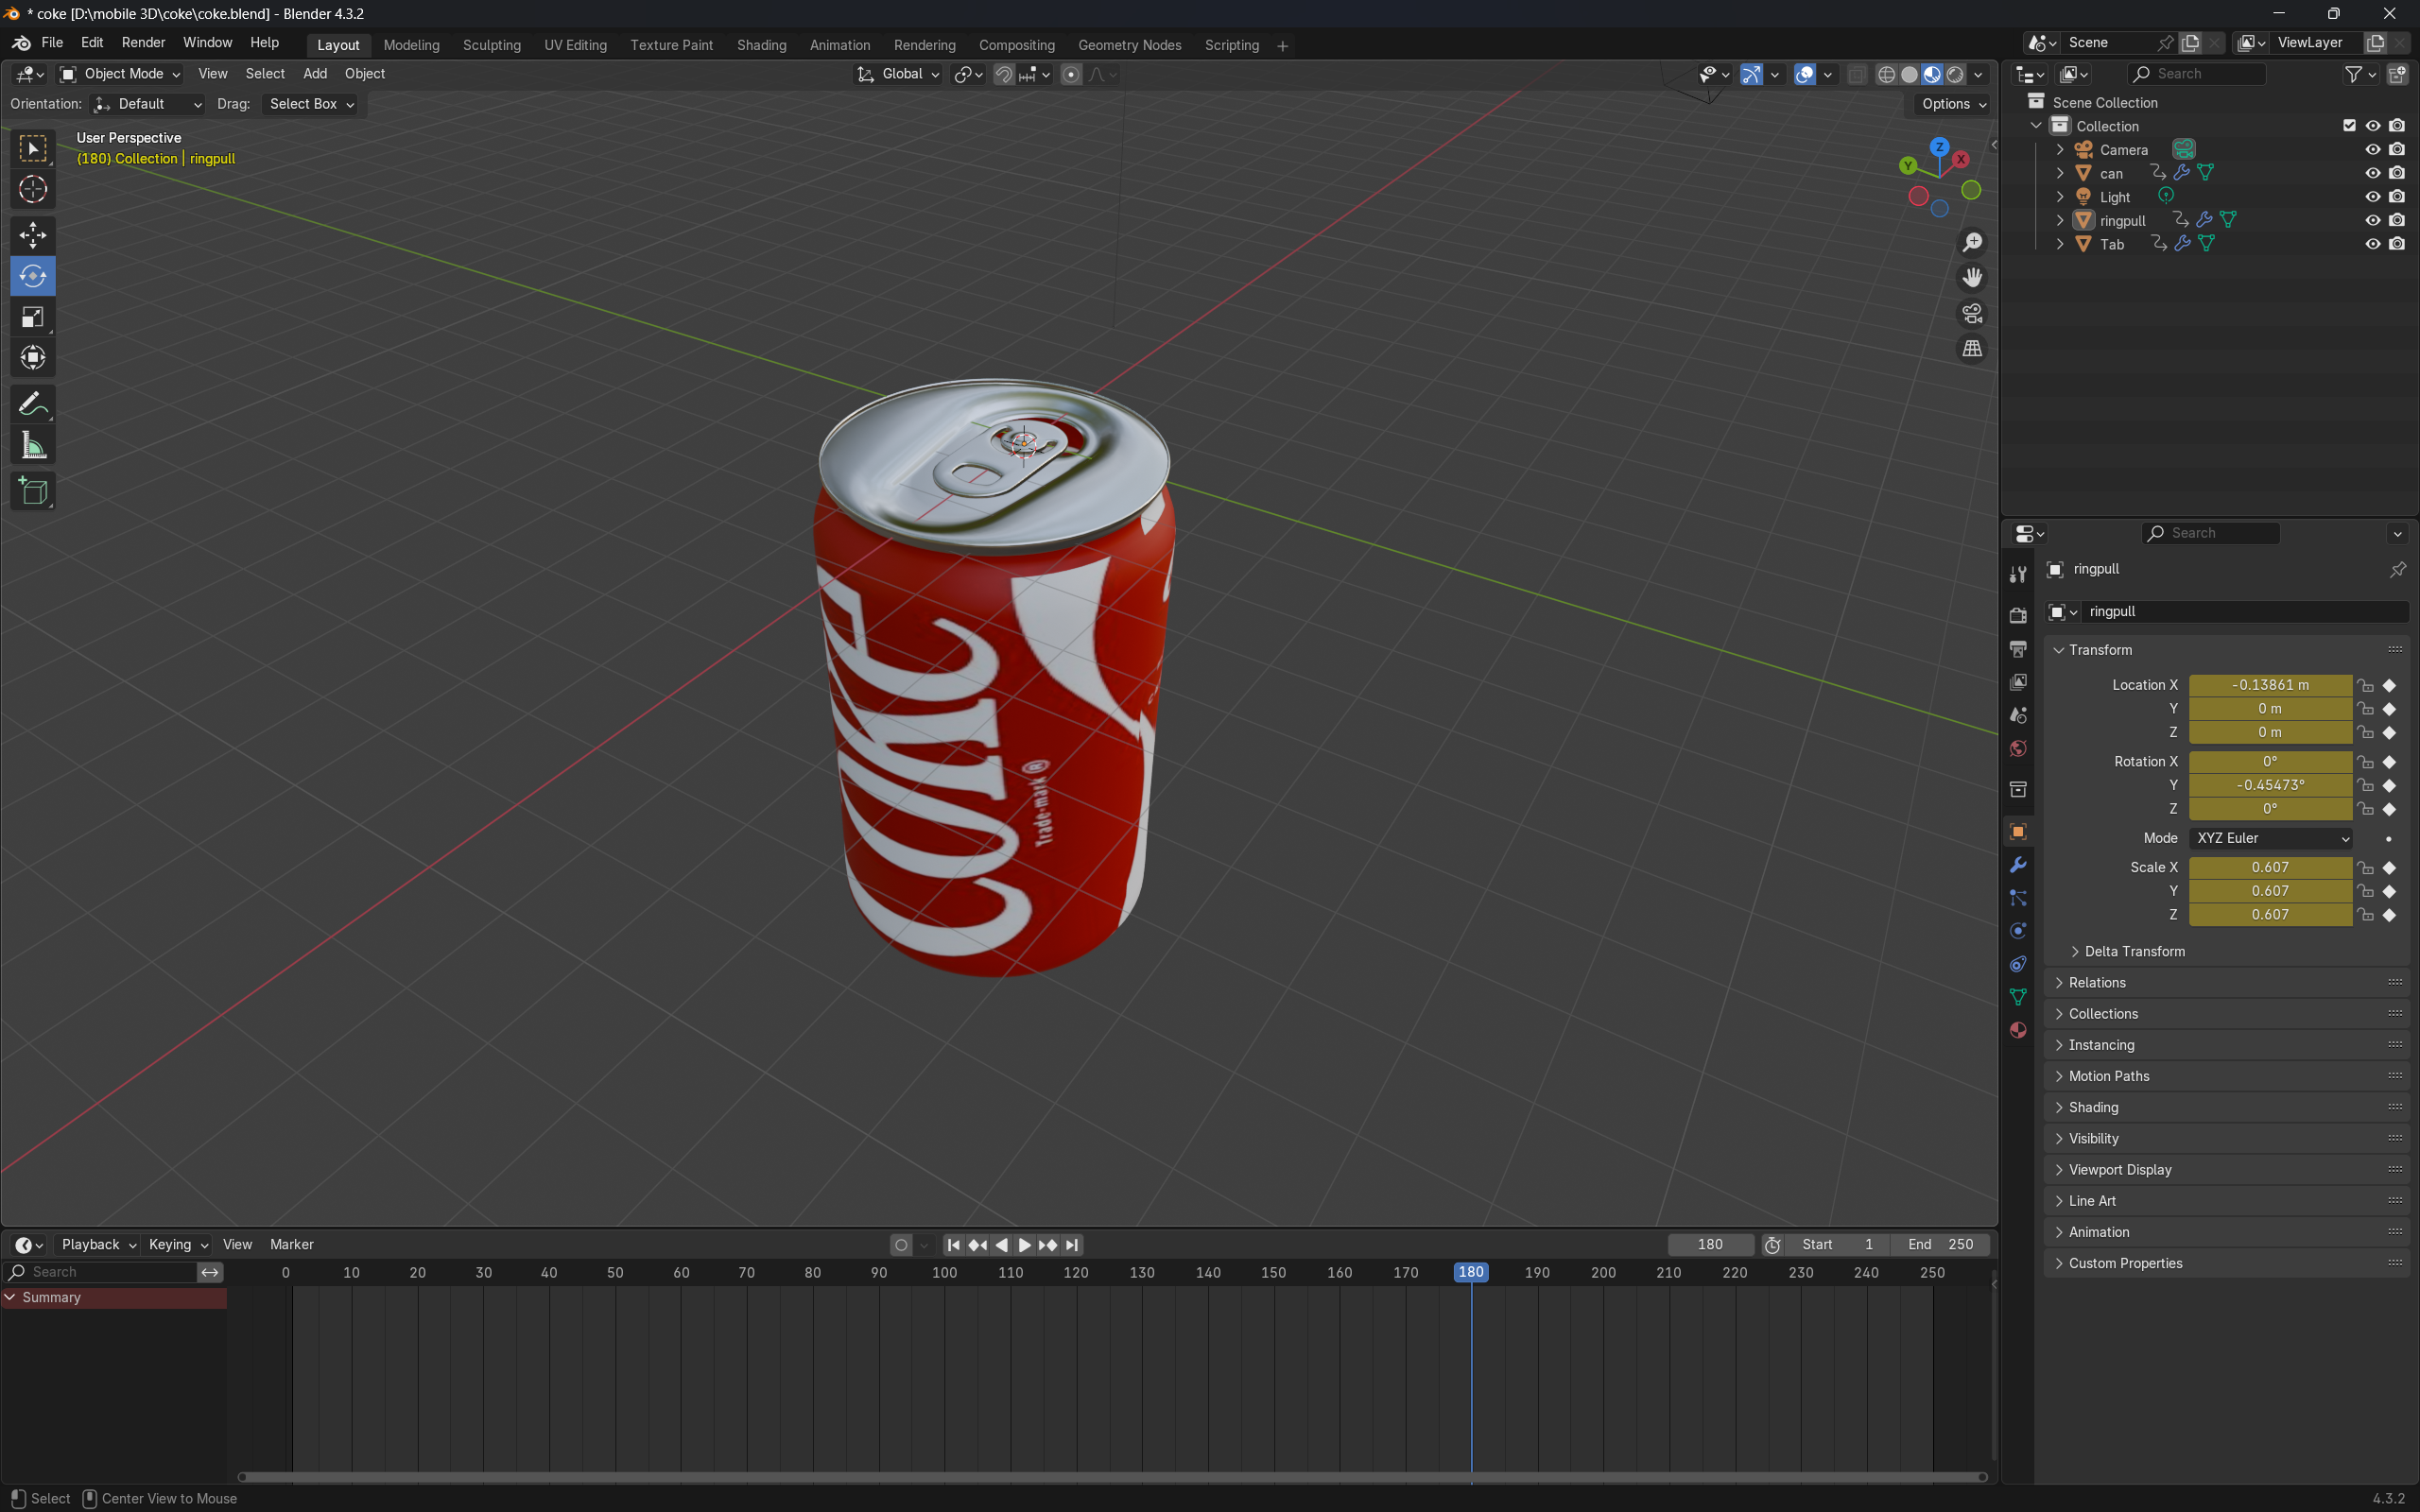 * coke [D:\mobile 3D\coke\coke.blend] - Blender 4.3.2
File Edit Render Window Help Layout Modeling Sculpting UV Editing Texture Paint Shading Animation Rendering Compositing Geometry Nodes Scripting + Scene ViewLayer
Object Mode View Select Add Object Global Search
Orientation: Default Drag: Select Box Options
User Perspective
(180) Collection | ringpull
Z
Y
X
Scene Collection
Collection
Camera
can
Light
ringpull
Tab
Coke
Trade-mark ®
Search
ringpull
ringpull
Transform
Location X -0.13861 m
Y 0 m
Z 0 m
Rotation X 0°
Y -0.45473°
Z 0°
Mode XYZ Euler
Scale X 0.607
Y 0.607
Z 0.607
Delta Transform
Relations
Collections
Instancing
Motion Paths
Shading
Visibility
Viewport Display
Line Art
Animation
Custom Properties
Playback Keying View Marker 180 Start 1 End 250
Search 0 10 20 30 40 50 60 70 80 90 100 110 120 130 140 150 160 170 180 190 200 210 220 230 240 250
Summary
Select Center View to Mouse 4.3.2